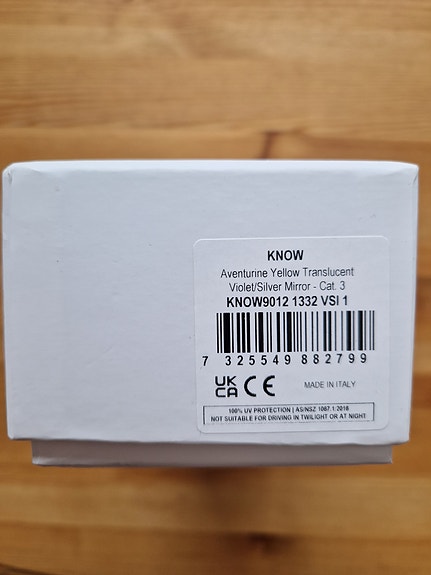 KNOW
Aventurine Yellow Translucent
Violet/Silver Mirror - Cat. 3
KNOW9012 1332 VSI 1
7 325549 882799
UK
CA CE MADE IN ITALY
100% UV PROTECTION | AS/NSZ 1067.1:2016
NOT SUITABLE FOR DRIVING IN TWILIGHT OR AT NIGHT.